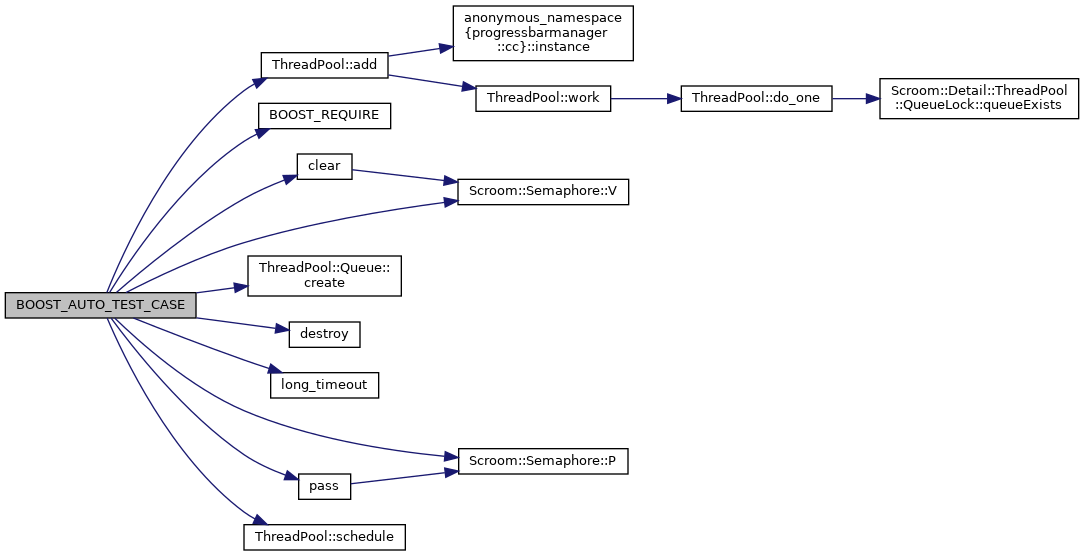 anonymous_namespace
{progressbarmanager
::cc}::instance
ThreadPool::add
ThreadPool::work
ThreadPool::do_one
Scroom::Detail::ThreadPool
::QueueLock::queueExists
BOOST_REQUIRE
clear
Scroom::Semaphore::V
ThreadPool::Queue::
create
BOOST_AUTO_TEST_CASE
destroy
long_timeout
Scroom::Semaphore::P
pass
ThreadPool::schedule